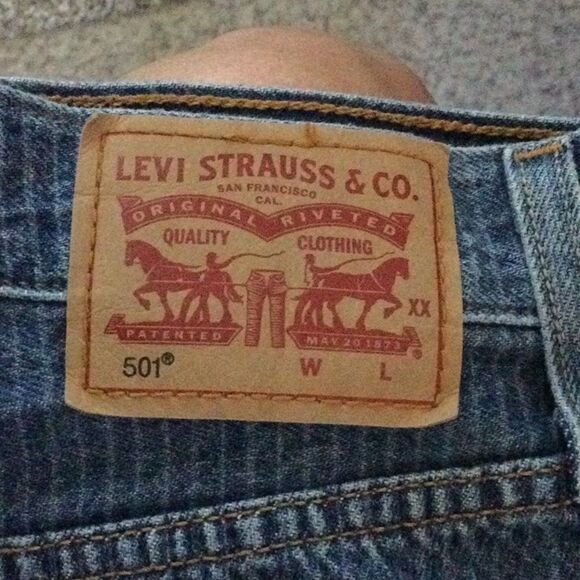 LEVI STRAUSS & CO.
SAN FRANCISCO
CAL.
ORIGINAL RIVETED
QUALITY CLOTHING
XX
PATENTED MAY 20 1873 ®
501® W L